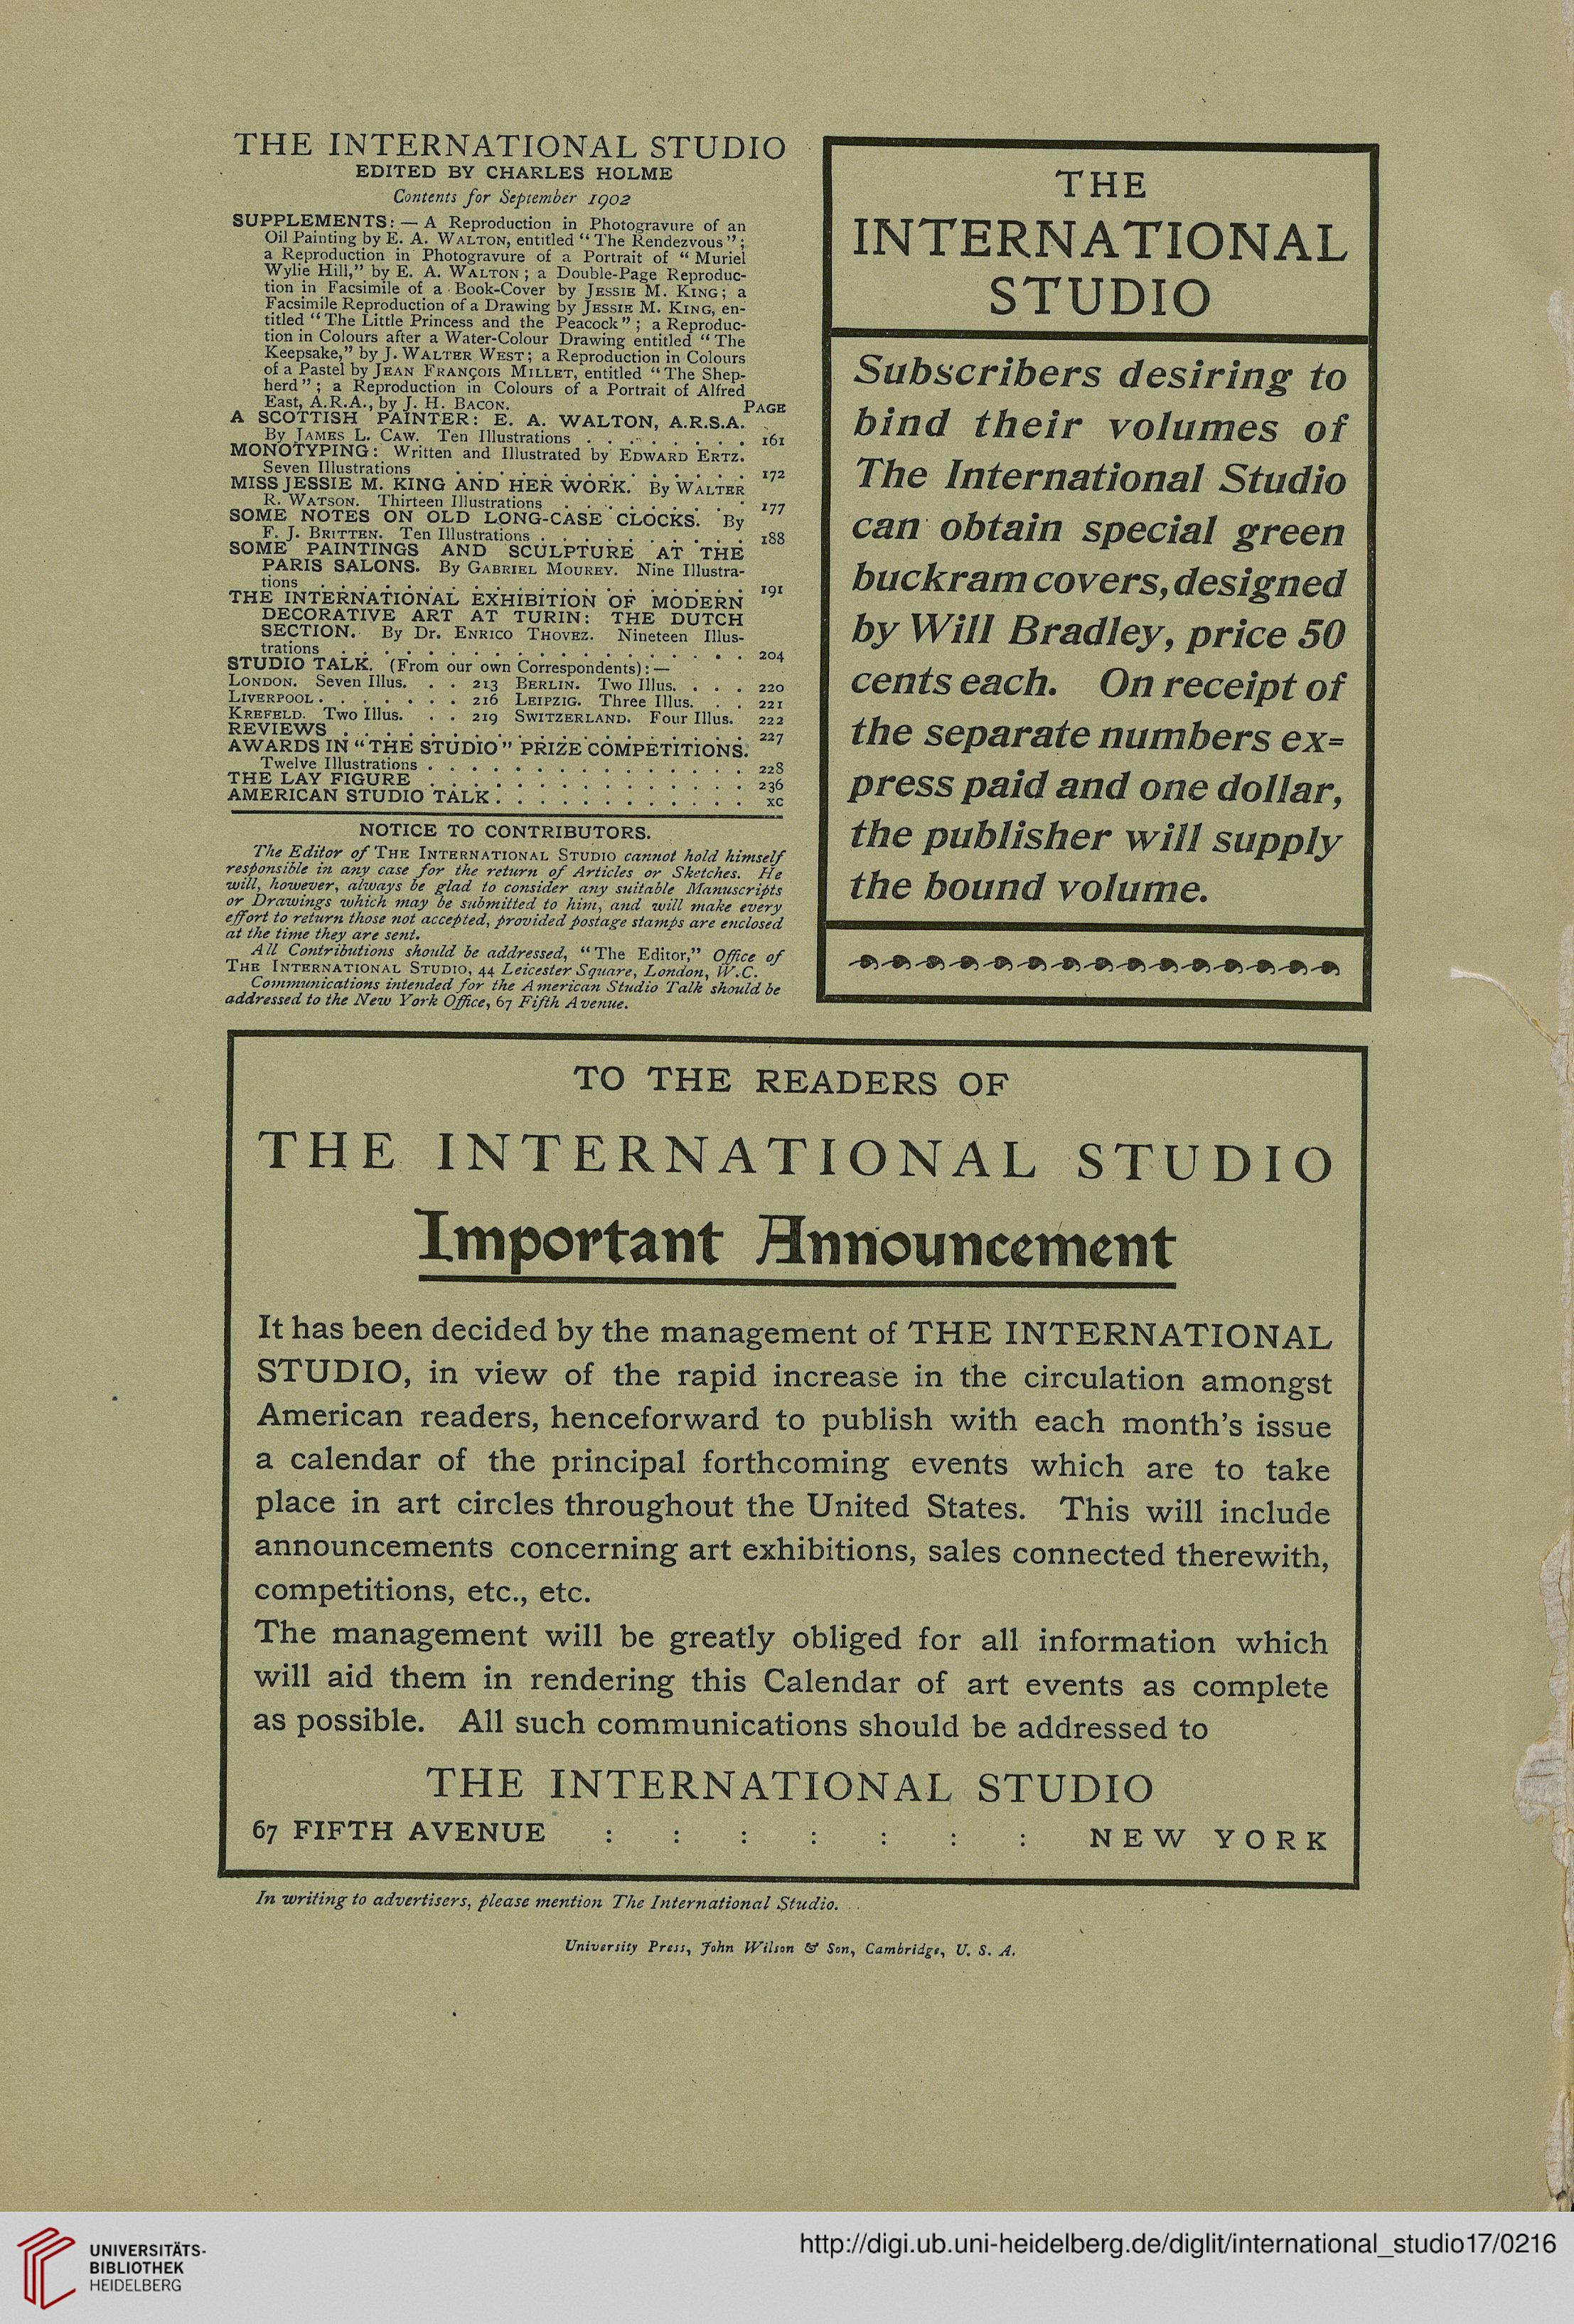 THE INTERNATIONAL STUDIO
EDITED BY CHARLES HOLME
Contents for September 1902
SUPPLEMENTS: — A Reproduction in Photogravure of an
Oil Painting by E. A. WALTON, entitled “The Rendezvous”;
a Reproduction in Photogravure of a Portrait of “Muriel
Wylie Hill,” by E. A. WALTON; a Double-Page Reproduc-
tion in Facsimile of a Book-Cover by JESSIE M. KING; a
Facsimile Reproduction of a Drawing by JESSIE M. KING, en-
titled “The Little Princess and the Peacock”; a Reproduc-
tion in Colours after a Water-Colour Drawing entitled “The
Keepsake,” by J. WALTER WEST; a Reproduction in Colours
of a Pastel by JEAN FRANÇOIS MILLET, entitled “The Shep-
herd”; a Reproduction in Colours of a Portrait of Alfred
East, A.R.A., by J. H. BACON. PAGE
A SCOTTISH PAINTER: E. A. WALTON, A.R.S.A.
By JAMES L. CAW. Ten Illustrations . . . . . . . . 161
MONOTYPING: Written and Illustrated by EDWARD ERTZ.
Seven Illustrations . . . . . . . . . . . . . . 172
MISS JESSIE M. KING AND HER WORK. By WALTER
R. WATSON. Thirteen Illustrations . . . . . . . . . 177
SOME NOTES ON OLD LONG-CASE CLOCKS. By
F. J. BRITTEN. Ten Illustrations . . . . . . . . . . 188
SOME PAINTINGS AND SCULPTURE AT THE
PARIS SALONS. By GABRIEL MOUREY. Nine Illustra-
tions . . . . . . . . . . . . . . . . . . . . 191
THE INTERNATIONAL EXHIBITION OF MODERN
DECORATIVE ART AT TURIN: THE DUTCH
SECTION. By Dr. ENRICO THOVEZ. Nineteen Illus-
trations . . . . . . . . . . . . . . . . . . . 204
STUDIO TALK. (From our own Correspondents): —
LONDON. Seven Illus. . . 213 BERLIN. Two Illus. . . . 220
LIVERPOOL . . . . . . . 216 LEIPZIG. Three Illus. . . 221
KREFELD. Two Illus. . . 219 SWITZERLAND. Four Illus. 222
REVIEWS . . . . . . . . . . . . . . . . . . . 227
AWARDS IN “THE STUDIO” PRIZE COMPETITIONS.
Twelve Illustrations . . . . . . . . . . . . . . . 228
THE LAY FIGURE . . . . . . . . . . . . . . . 236
AMERICAN STUDIO TALK . . . . . . . . . . . . xc
NOTICE TO CONTRIBUTORS.
The Editor of THE INTERNATIONAL STUDIO cannot hold himself
responsible in any case for the return of Articles or Sketches. He
will, however, always be glad to consider any suitable Manuscripts
or Drawings which may be submitted to him, and will make every
effort to return those not accepted, provided postage stamps are enclosed
at the time they are sent.
All Contributions should be addressed, “The Editor,” Office of
THE INTERNATIONAL STUDIO, 44 Leicester Square, London, W.C.
Communications intended for the American Studio Talk should be
addressed to the New York Office, 67 Fifth Avenue.
THE
INTERNATIONAL
STUDIO
Subscribers desiring to
bind their volumes of
The International Studio
can obtain special green
buckram covers, designed
by Will Bradley, price 50
cents each. On receipt of
the separate numbers ex=
press paid and one dollar,
the publisher will supply
the bound volume.
TO THE READERS OF
THE INTERNATIONAL STUDIO
Important Announcement
It has been decided by the management of THE INTERNATIONAL
STUDIO, in view of the rapid increase in the circulation amongst
American readers, henceforward to publish with each month's issue
a calendar of the principal forthcoming events which are to take
place in art circles throughout the United States. This will include
announcements concerning art exhibitions, sales connected therewith,
competitions, etc., etc.
The management will be greatly obliged for all information which
will aid them in rendering this Calendar of art events as complete
as possible. All such communications should be addressed to
THE INTERNATIONAL STUDIO
67 FIFTH AVENUE : : : : : : : NEW YORK
In writing to advertisers, please mention The International Studio.
University Press, John Wilson & Son, Cambridge, U. S. A.
UNIVERSITÄTS-
BIBLIOTHEK
HEIDELBERG
http://digi.ub.uni-heidelberg.de/diglit/international_studio17/0216